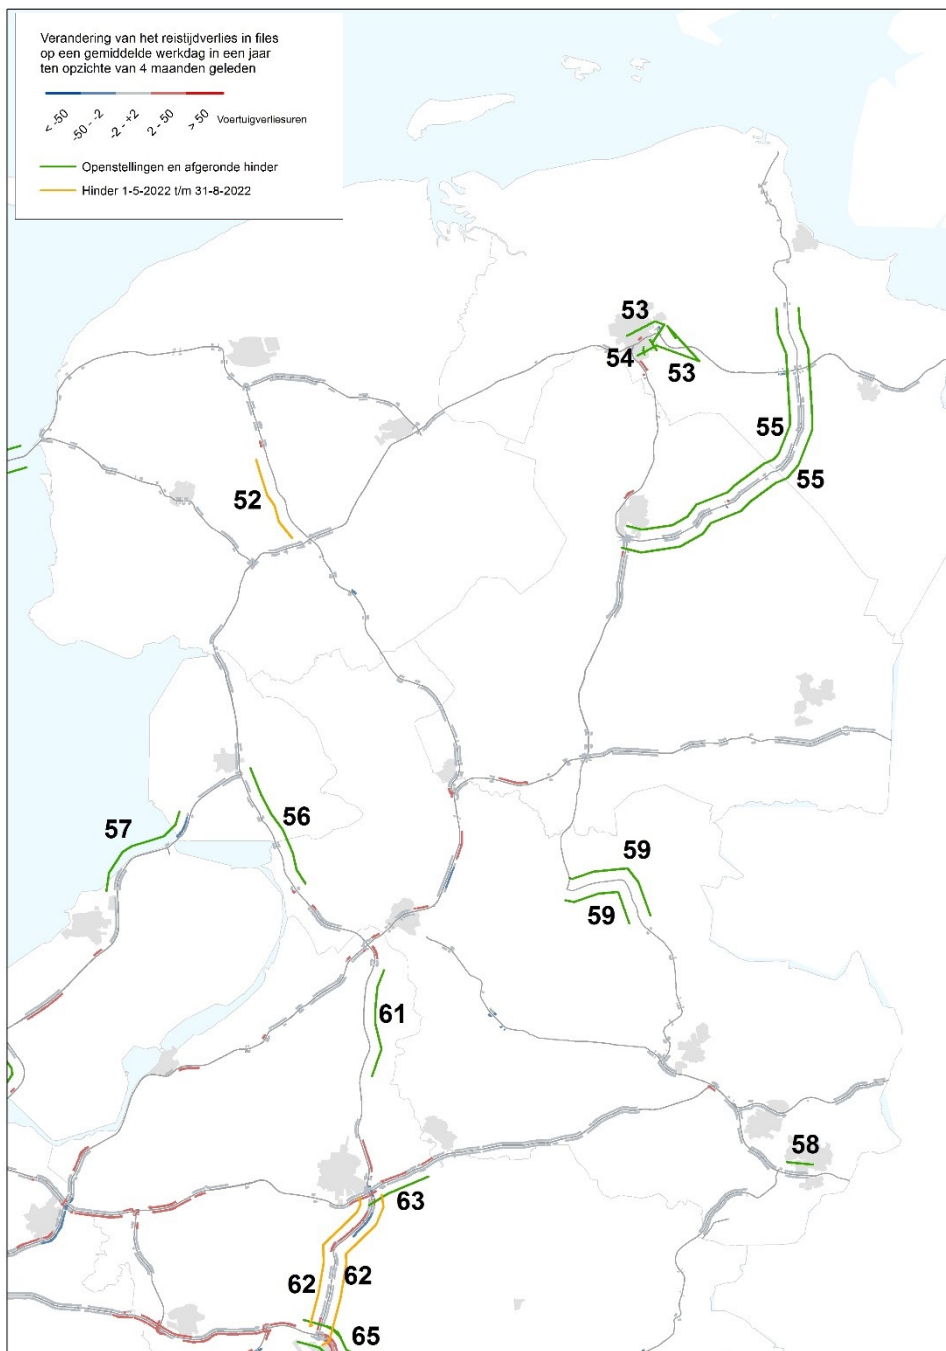 Verandering van het reistijdverlies in files
op een gemiddelde werkdag in een jaar
ten opzichte van 4 maanden geleden
< -50
-50 - -2
-2 - +2
2 - 50
> 50
Voertuigverliesuren
Openstellingen en afgeronde hinder
Hinder 1-5-2022 t/m 31-8-2022
53
54
53
55
52
55
56
57
59
59
61
58
63
62
62
65